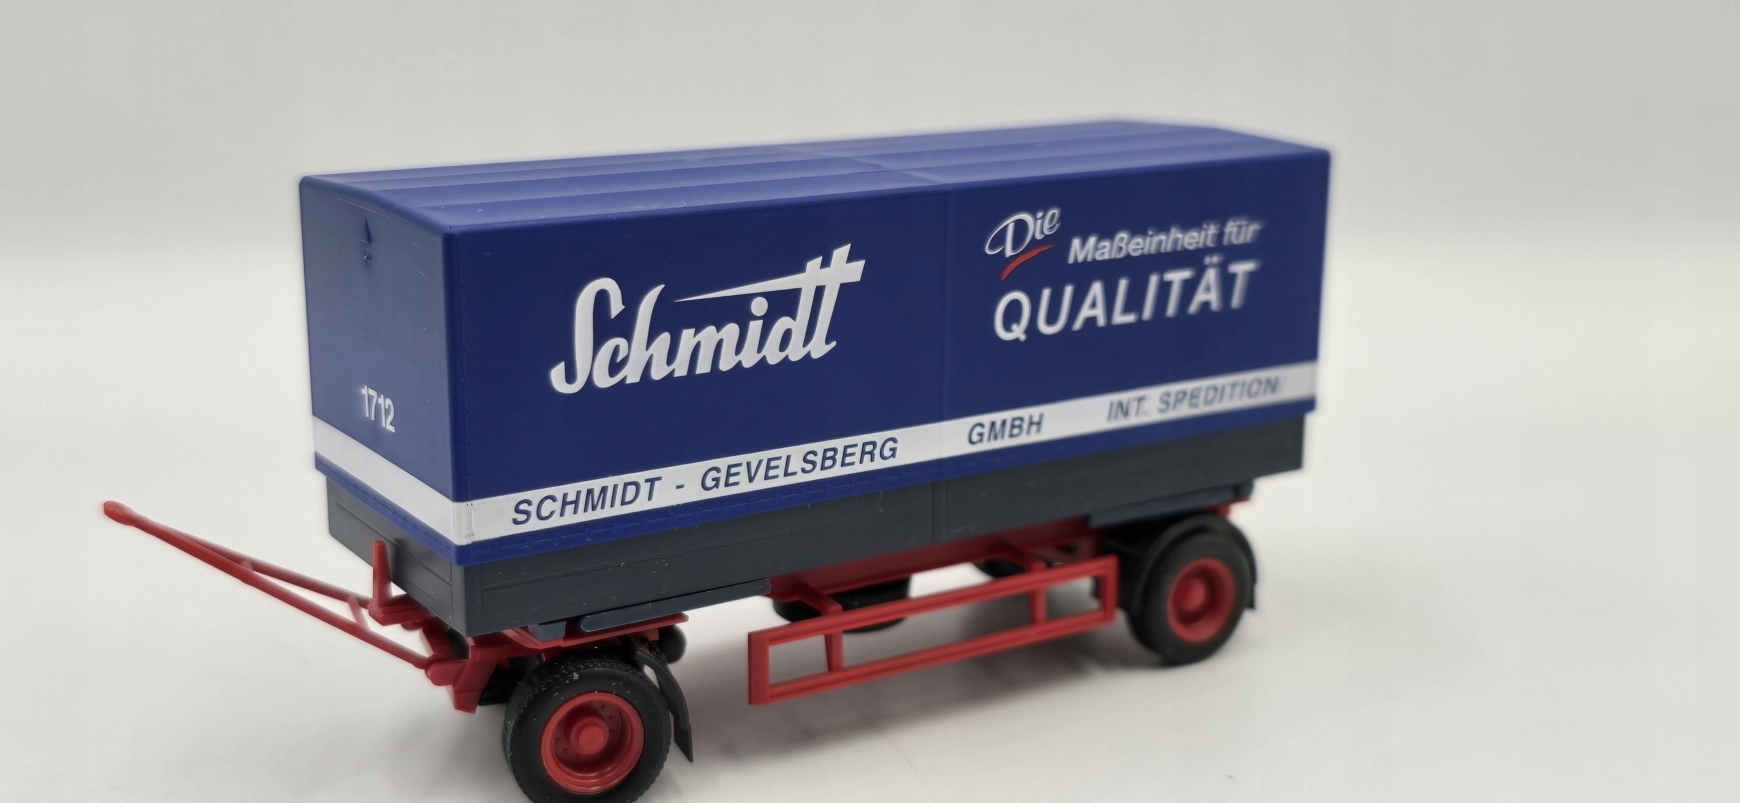 1712
Schmidt
Die
Maßeinheit für
QUALITÄT
SCHMIDT - GEVELSBERG GMBH INT. SPEDITION